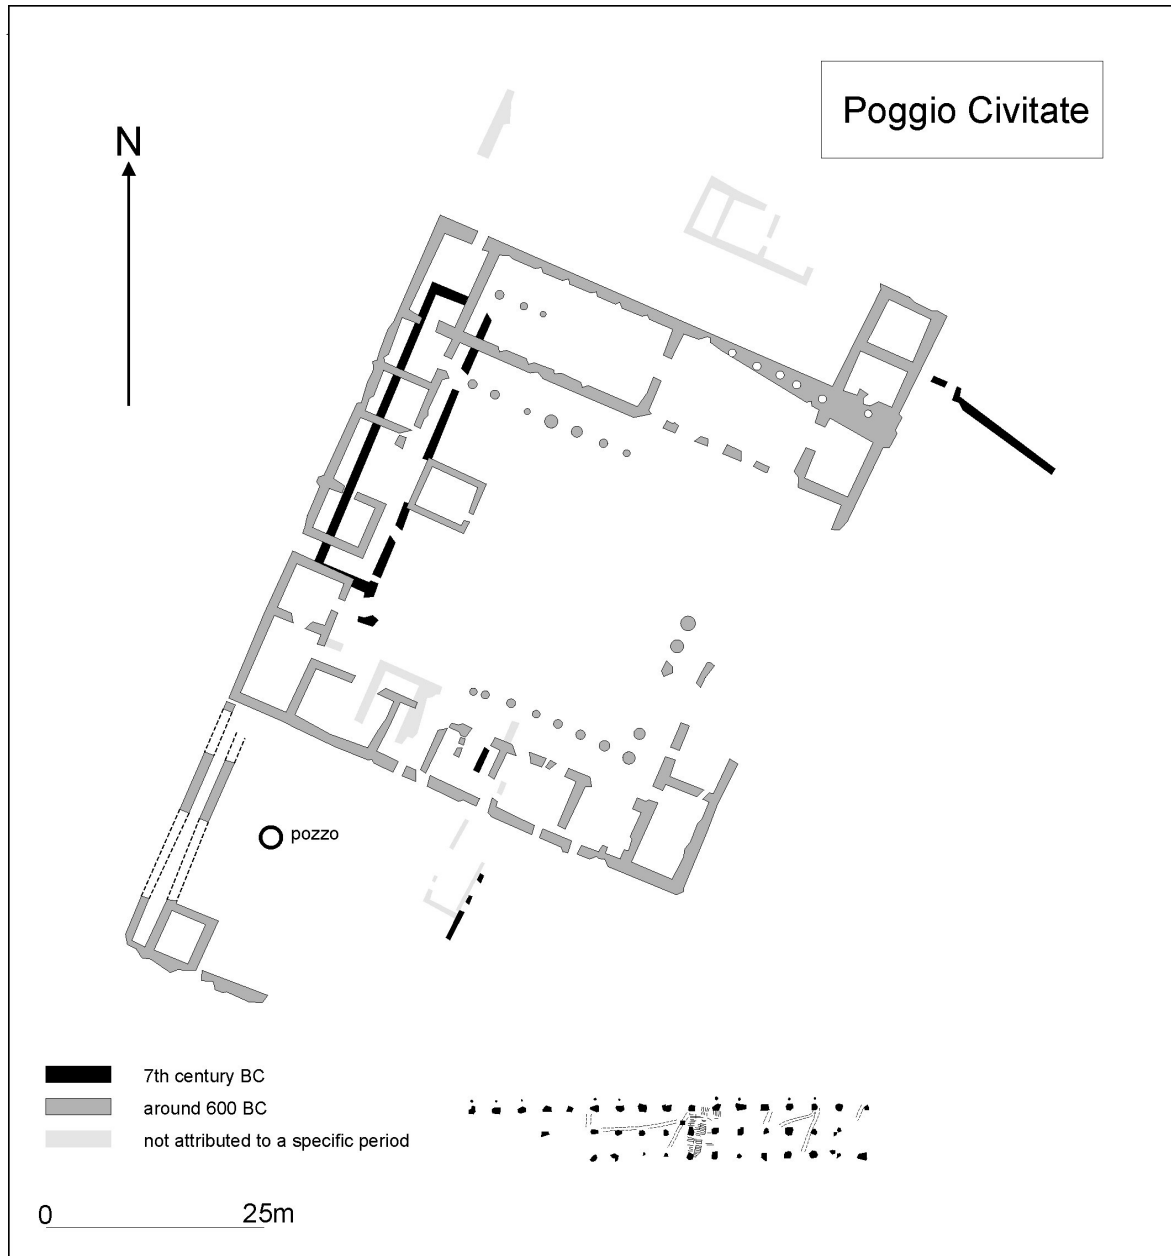 Poggio Civitate
N
pozzo
7th century BC
around 600 BC
not attributed to a specific period
0 25m